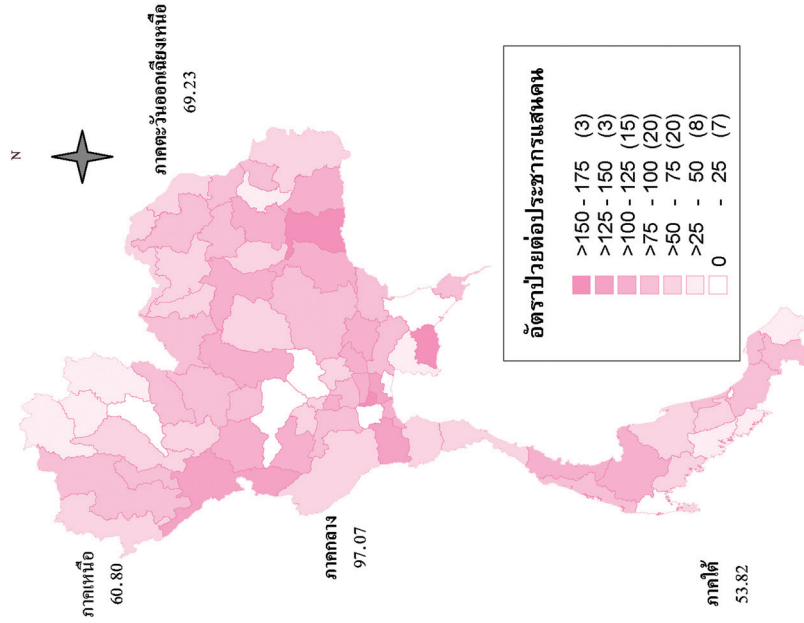 N
ภาคตะวันออกเฉียงเหนือ
69.23
ภาคเหนือ
60.80
ภาคกลาง
97.07
ภาคใต้
53.82
อัตราป่วยต่อประชากรแสนคน
>150 - 175 (3)
>125 - 150 (3)
>100 - 125 (15)
>75 - 100 (20)
>50 - 75 (20)
>25 - 50 (8)
0 - 25 (7)